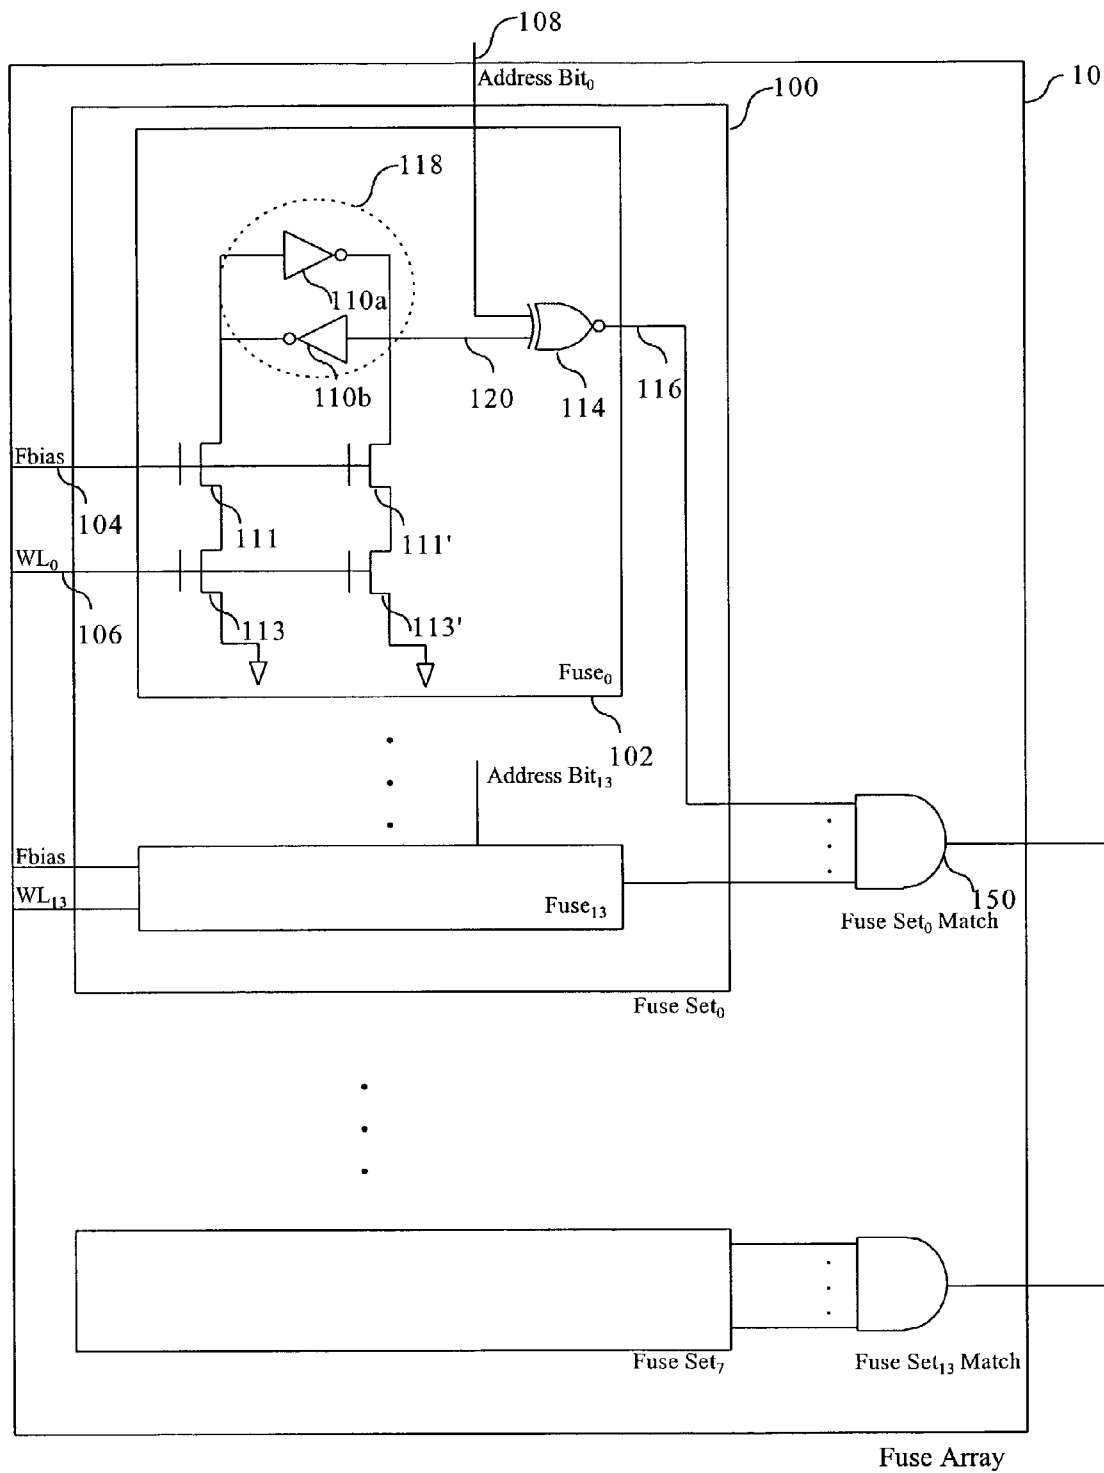 108
Address Bit₀
10
100
118
110a
110b
120
114
116
Fbias
104
111
111'
WL₀
106
113
113'
Fuse₀
102
Address Bit₁₃
Fbias
WL₁₃
Fuse₁₃
150
Fuse Set₀ Match
Fuse Set₀
Fuse Set₇
Fuse Set₁₃ Match
Fuse Array